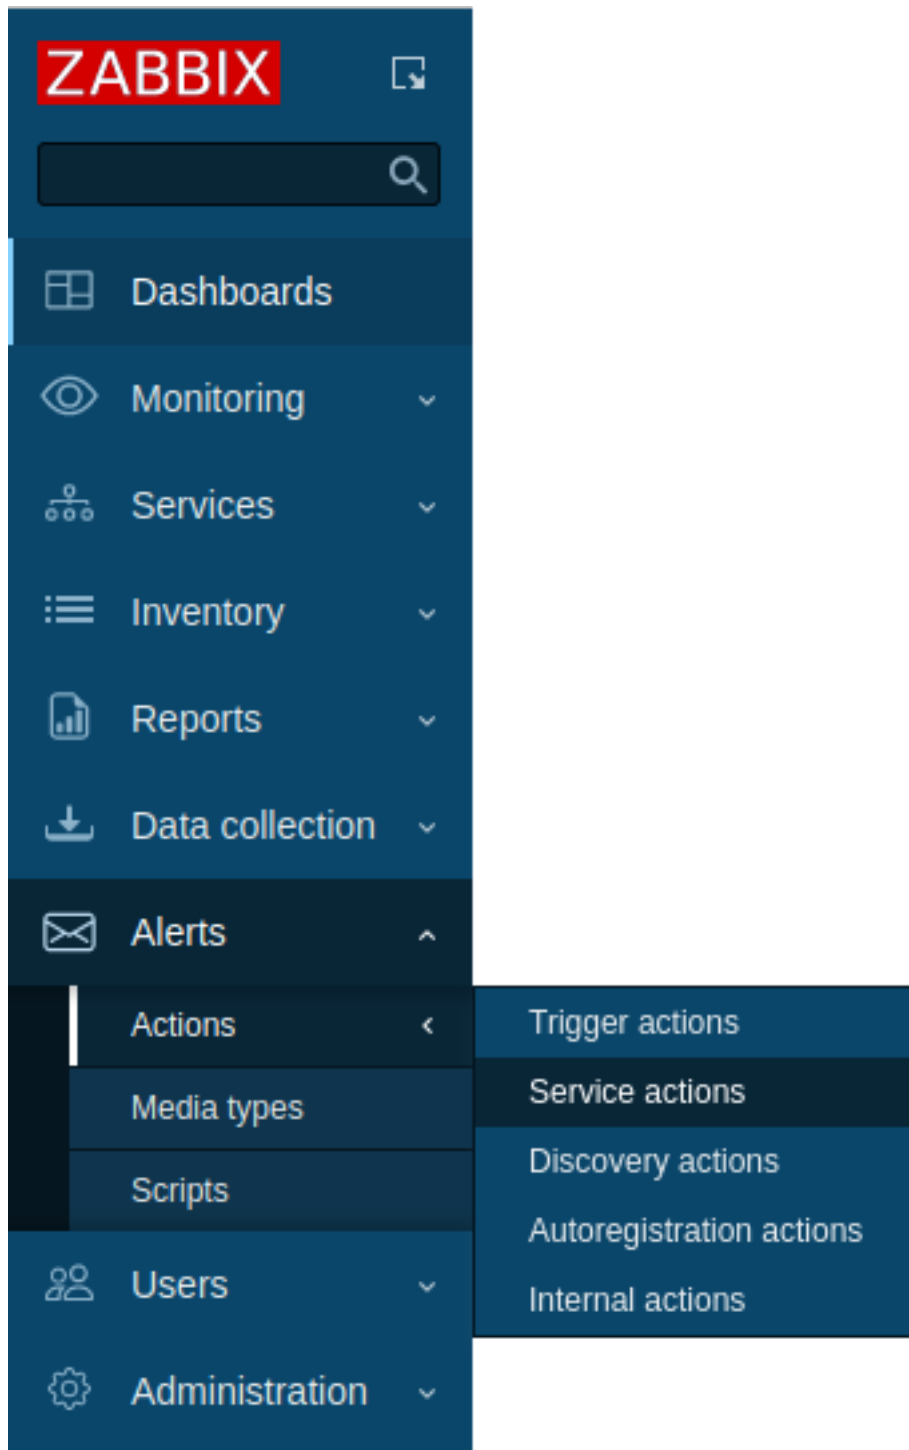 ZABBIX
Dashboards
Monitoring
Services
Inventory
Reports
Data collection
Alerts
Actions
Trigger actions
Service actions
Discovery actions
Autoregistration actions
Internal actions
Media types
Scripts
Users
Administration